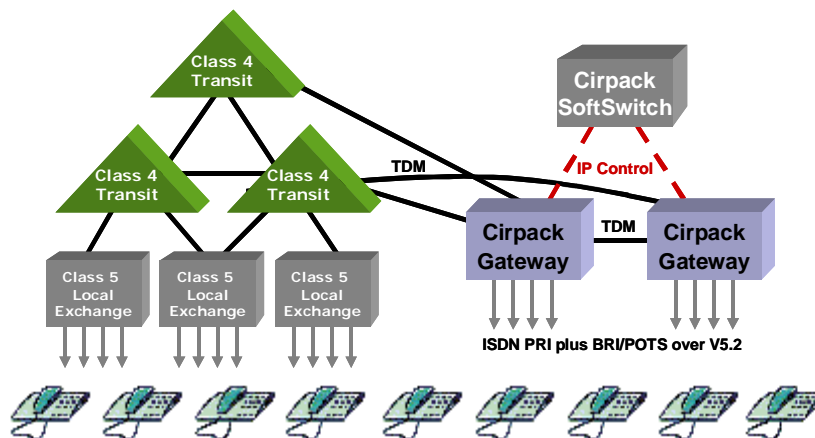 Class 4
Transit
Cirpack
SoftSwitch
IP Control
TDM
Class 4
Transit
Class 4
Transit
Cirpack
Gateway
TDM
Cirpack
Gateway
Class 5
Local
Exchange
Class 5
Local
Exchange
Class 5
Local
Exchange
ISDN PRI plus BRI/POTS over V5.2